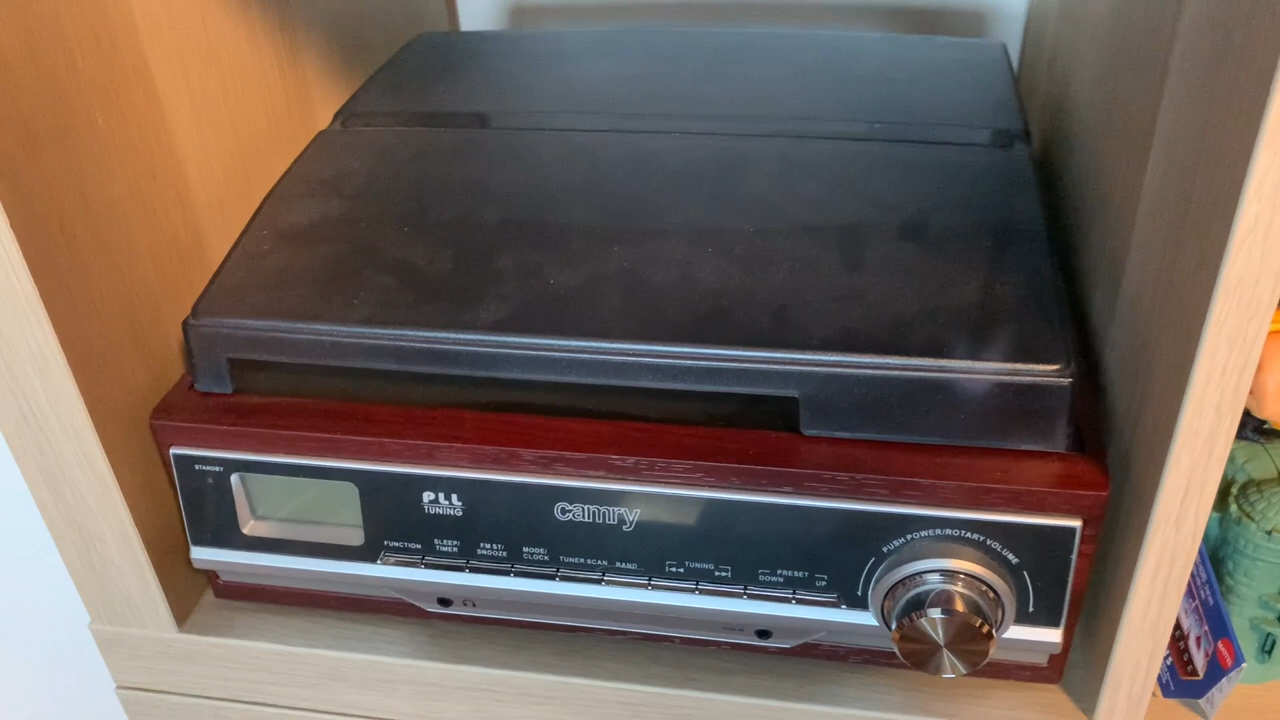 STANDBY
PLL
TUNING
camry
PUSH POWER/ROTARY VOLUME
FUNCTION
SLEEP/
TIMER
FM ST/
SNOOZE
MODE/
CLOCK
TUNER SCAN
BAND
TUNING
PRESET
DOWN
UP
MATTEL